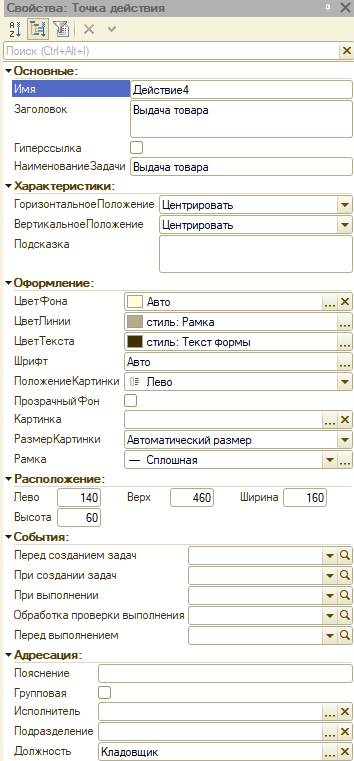 Свойства: Точка действия
Поиск (Ctrl+Alt+I)
Основные:
Имя Действие4
Заголовок Выдача товара
Гиперссылка
НаименованиеЗадачи Выдача товара
Характеристики:
ГоризонтальноеПоложение Центрировать
ВертикальноеПоложение Центрировать
Подсказка
Оформление:
ЦветФона Авто
ЦветЛинии стиль: Рамка
ЦветТекста стиль: Текст формы
Шрифт Авто
ПоложениеКартинки Лево
ПрозрачныйФон
Картинка
РазмерКартинки Автоматический размер
Рамка Сплошная
Расположение:
Лево 140 Верх 460 Ширина 160
Высота 60
События:
Перед созданием задач
При создании задач
При выполнении
Обработка проверки выполнения
Перед выполнением
Адресация:
Пояснение
Групповая
Исполнитель
Подразделение
Должность Кладовщик